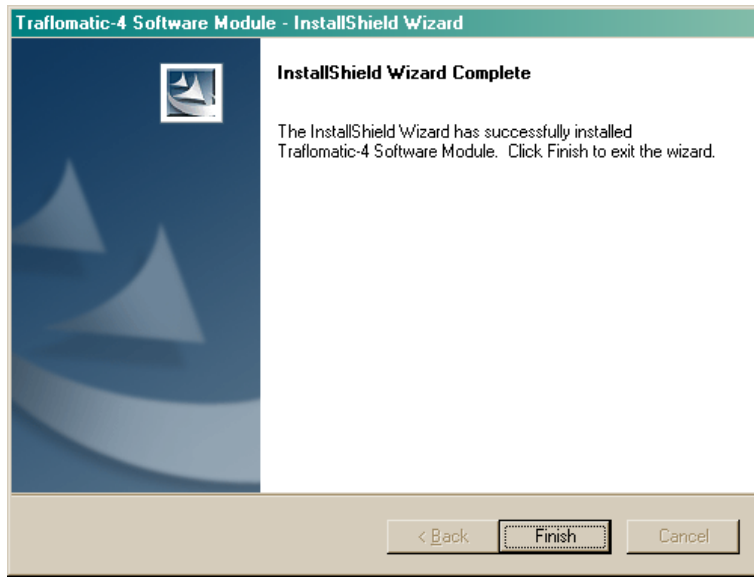 Traflomatic-4 Software Module - InstallShield Wizard
InstallShield Wizard Complete
The InstallShield Wizard has successfully installed
Traflomatic-4 Software Module. Click Finish to exit the wizard.
< Back
Finish
Cancel